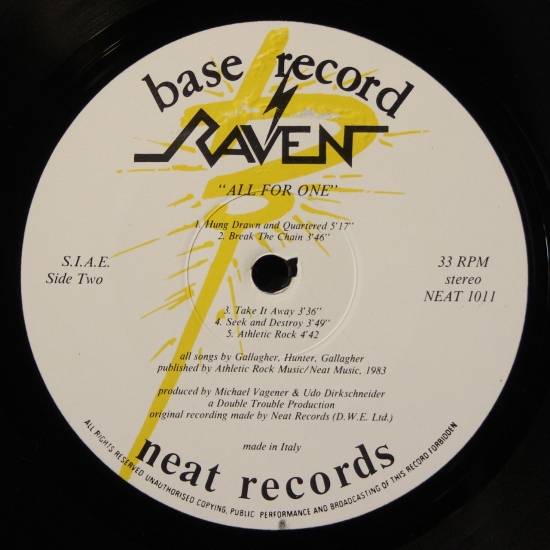 base record
RAVEN
"ALL FOR ONE"
1. Hung Drawn and Quartered 5'17"
2. Break The Chain 3'46"
S.I.A.E.
Side Two
33 RPM
stereo
NEAT 1011
3. Take It Away 3'36"
4. Seek and Destroy 3'49"
5. Athletic Rock 4'42
all songs by Gallagher, Hunter, Gallagher
published by Athletic Rock Music/Neat Music, 1983
produced by Michael Vagener & Udo Dirkschneider
a Double Trouble Production
original recording made by Neat Records (D.W.E. Ltd.)
made in Italy
neat records
ALL RIGHTS RESERVED UNAUTHORISED COPYING, PUBLIC PERFORMANCE AND BROADCASTING OF THIS RECORD FORBIDDEN